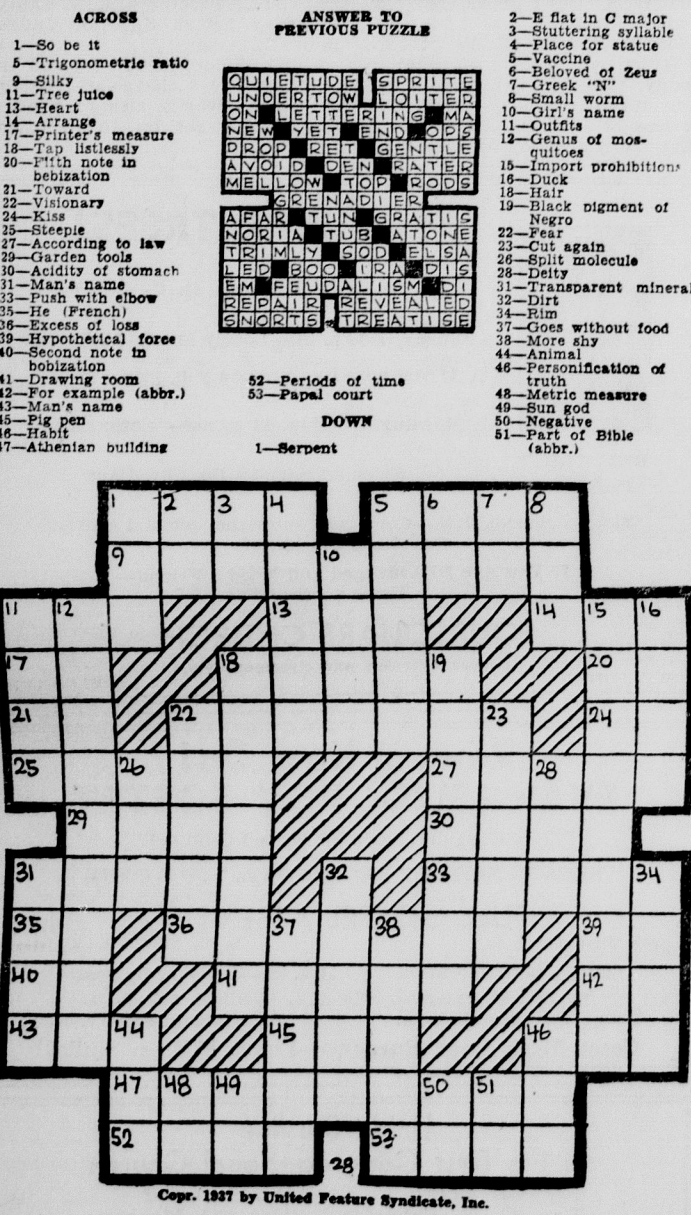 ACROSS
1—So be it
5—Trigonometric ratio
9—Silky
11—Tree juice
13—Heart
14—Arrange
17—Printer's measure
18—Tap listlessly
20—Fifth note in
bebization
21—Toward
22—Visionary
24—Kiss
25—Steeple
27—According to law
29—Garden tools
30—Acidity of stomach
31—Man's name
33—Push with elbow
35—He (French)
36—Excess of loss
39—Hypothetical force
40—Second note in
bobization
41—Drawing room
42—For example (abbr.)
43—Man's name
45—Pig pen
46—Habit
47—Athenian building
ANSWER TO
PREVIOUS PUZZLE
QUIETUDE SPRITE
UNDERTOW LOITER
ON LETTERING MA
NEW YET END OPS
DROP RET GENTLE
AVOID DEN RATER
MELLOW TOP RODS
GRENADIER
AFAR TUN GRATIS
NORIA TUB ATONE
TRIMLY SOD ELSA
LED BOO IRA DIS
EM FEUDALISM DI
REPAIR REVEALED
SNORTS TREATISE
52—Periods of time
53—Papal court
DOWN
1—Serpent
2—E flat in C major
3—Stuttering syllable
4—Place for statue
5—Vaccine
6—Beloved of Zeus
7—Greek "N"
8—Small worm
10—Girl's name
11—Outfits
12—Genus of mos-
quitoes
15—Import prohibitions
16—Duck
18—Hair
19—Black pigment of
Negro
22—Fear
23—Cut again
26—Split molecule
28—Deity
31—Transparent mineral
32—Dirt
34—Rim
37—Goes without food
38—More shy
44—Animal
46—Personification of
truth
48—Metric measure
49—Sun god
50—Negative
51—Part of Bible
(abbr.)
1 2 3 4 5 6 7 8
9 10
11 12 13 14 15 16
17 18 19 20
21 22 23 24
25 26 27 28
29 30
31 32 33 34
35 36 37 38 39
40 41 42
43 44 45 46
47 48 49 50 51
52 28 53
Copr. 1937 by United Feature Syndicate, Inc.